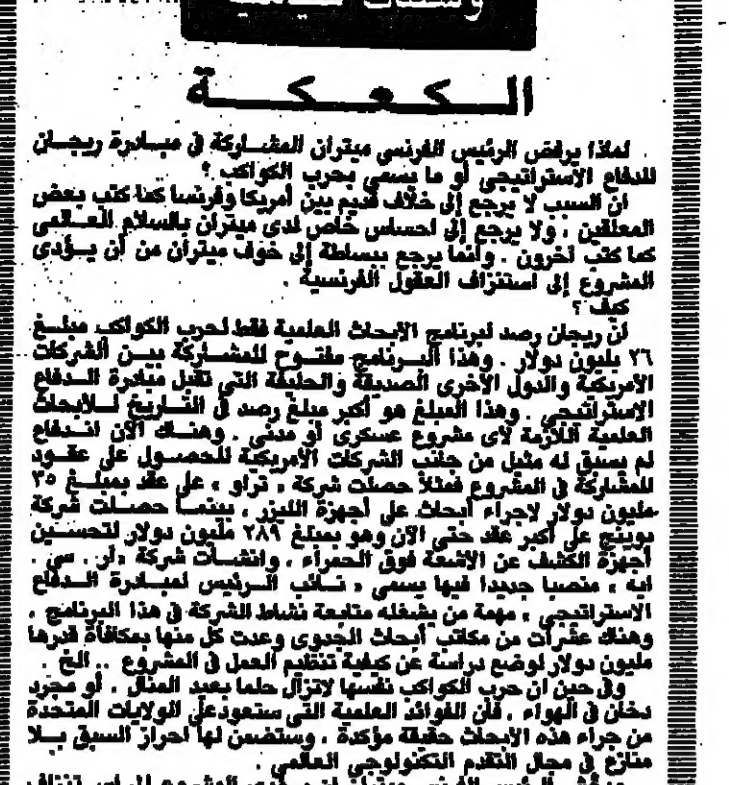 الكعكة
لماذا يرفض الرئيس الفرنسي ميتران المشاركة في مبادرة ريجان
للدفاع الاستراتيجي أو ما يسمى بحرب الكواكب ؟
ان السبب لا يرجع إلى خلاف قديم بين أمريكا وفرنسا كما كتب بعض
المعلقين ، ولا يرجع إلى احساس خاص لدى ميتران بالسلام العالمى
كما كتب آخرون . وانما يرجع ببساطة إلى خوف ميتران من أن يؤدى
المشروع إلى استنزاف العقول الفرنسية .
كيف ؟
لن ريجان رصد لبرنامج الأبحاث العلمية فقط لحرب الكواكب مبلغ
٢٦ بليون دولار . وهذا البرنامج مفتوح للمشاركة بين الشركات
الأمريكية والدول الأخرى الصديقة والحليفة التي تقبل مبادرة الدفاع
الاستراتيجي . وهذا المبلغ هو أكبر مبلغ رصد في التاريخ للابحاث
العلمية اللازمة لأى مشروع عسكرى أو مدنى . وهناك الآن اندفاع
لم يسبق له مثيل من جانب الشركات الأمريكية للحصول على عقود
للمشاركة في المشروع فمثلا حصلت شركة « تراو » على عقد بمبلغ ٣٥
مليون دولار لاجراء أبحاث على أجهزة الليزر ، بينما حصلت شركة
بوينج على أكبر عقد حتى الآن وهو بمبلغ ٢٨٩ مليون دولار لتحسين
أجهزة الكشف عن الأشعة فوق الحمراء ، وانشأت شركة « ار . سي .
ايه » منصبا جديدا فيها يسمى « نائب الرئيس لمبادرة الدفاع
الاستراتيجي » مهمة من يشغله متابعة نشاط الشركة في هذا البرنامج .
وهناك عشرات من مكاتب أبحاث الجدوى وعدت كل منها بمكافأة قدرها
مليون دولار لوضع دراسة عن كيفية تنظيم العمل في المشروع .. الخ .
وفي حين ان حرب الكواكب نفسها لاتزال حلما بعيد المنال ، أو مجرد
دخان في الهواء ، فان الفوائد العلمية التي ستعود على الولايات المتحدة
من جراء هذه الأبحاث حقيقة مؤكدة ، وستضمن لها احراز السبق بلا
منازع في مجال التقدم التكنولوجي العالمي .